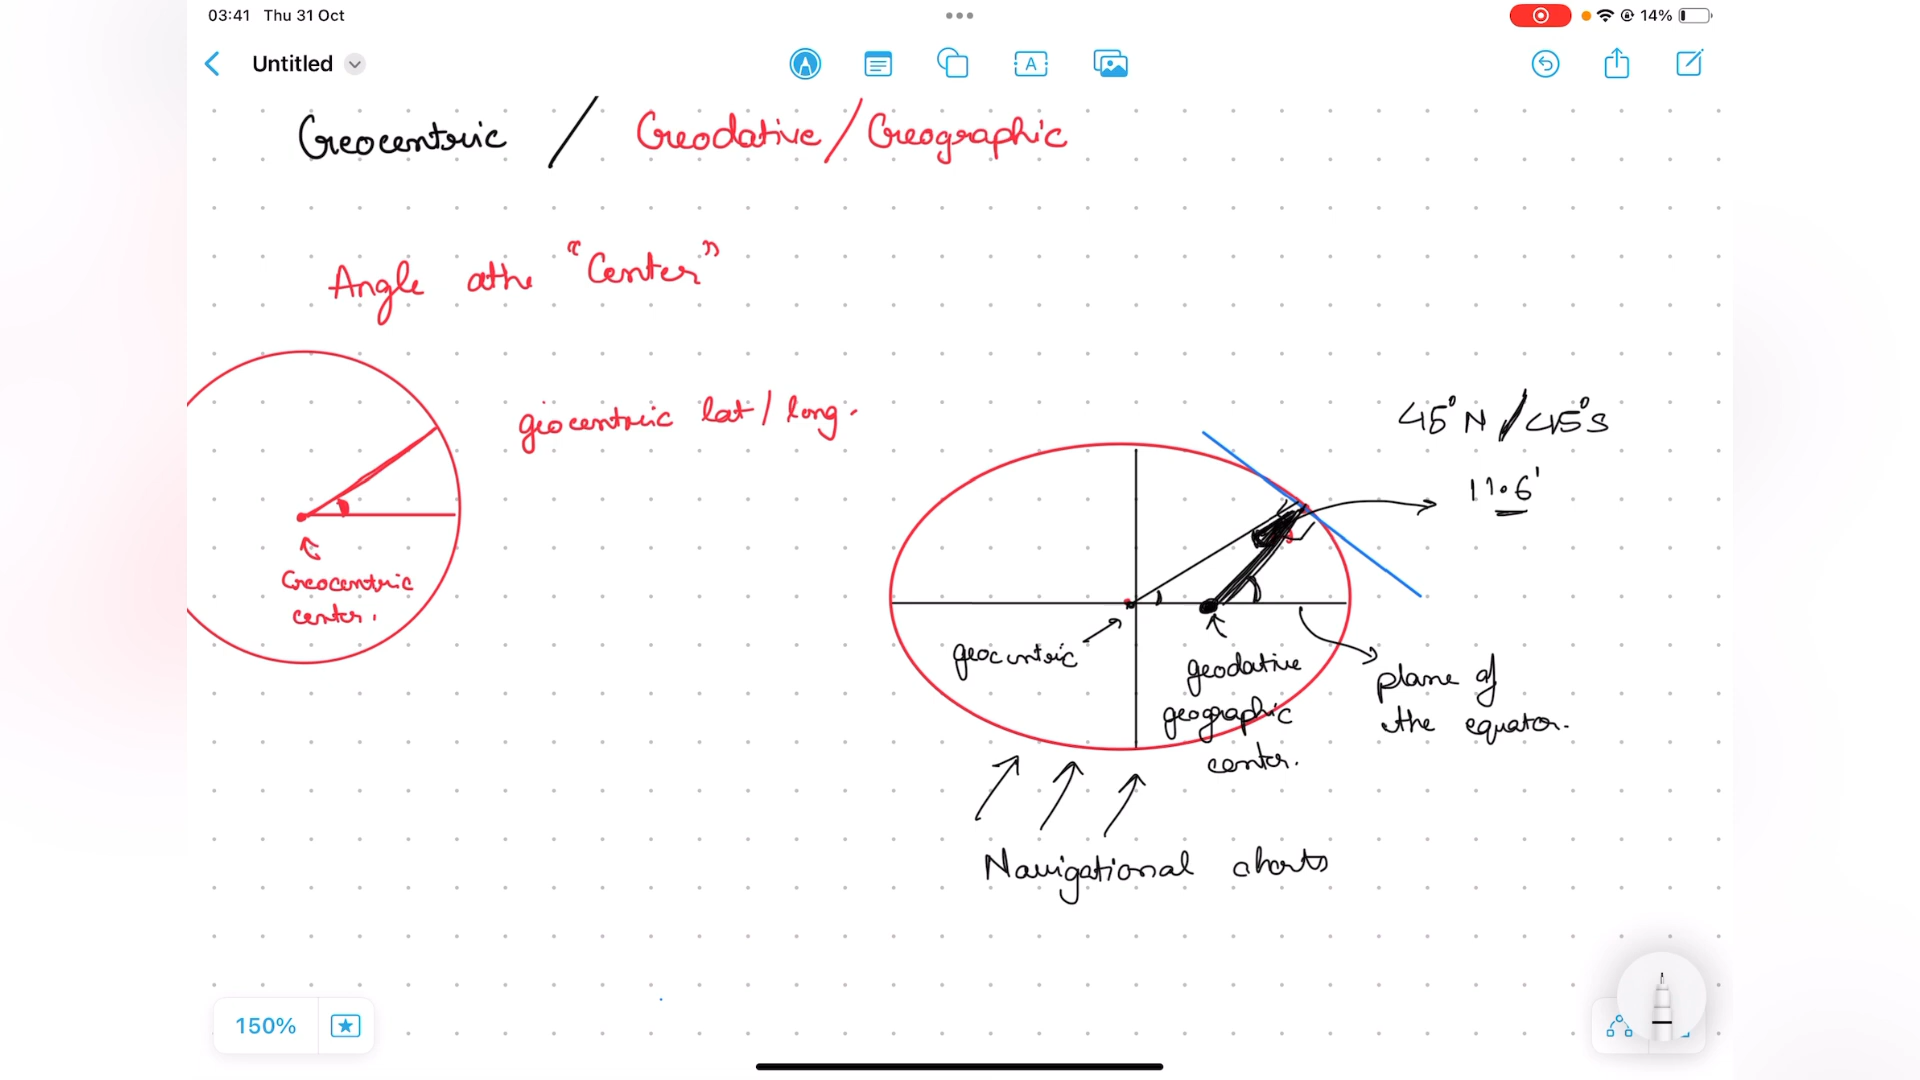 03:41 Thu 31 Oct
14%
Untitled
Geocentric / Geodative/Geographic
Angle at the "Center"
geocentric lat/long.
Geocentric
center.
45°N / 45°S
11.6'
geocentric
geodative
geographic
center.
plane of
the equator.
Navigational charts
150%